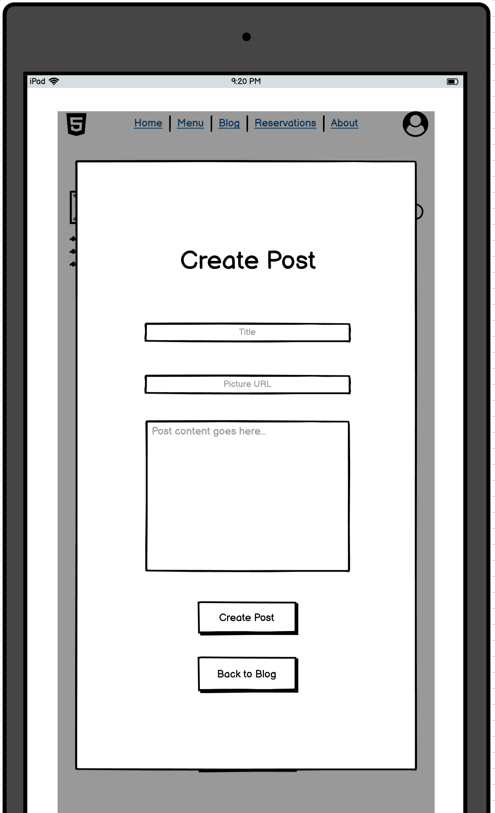 iPad 9:20 PM
5
Home Menu Blog Reservations About
Create Post
Title
Picture URL
Post content goes here...
Create Post
Back to Blog